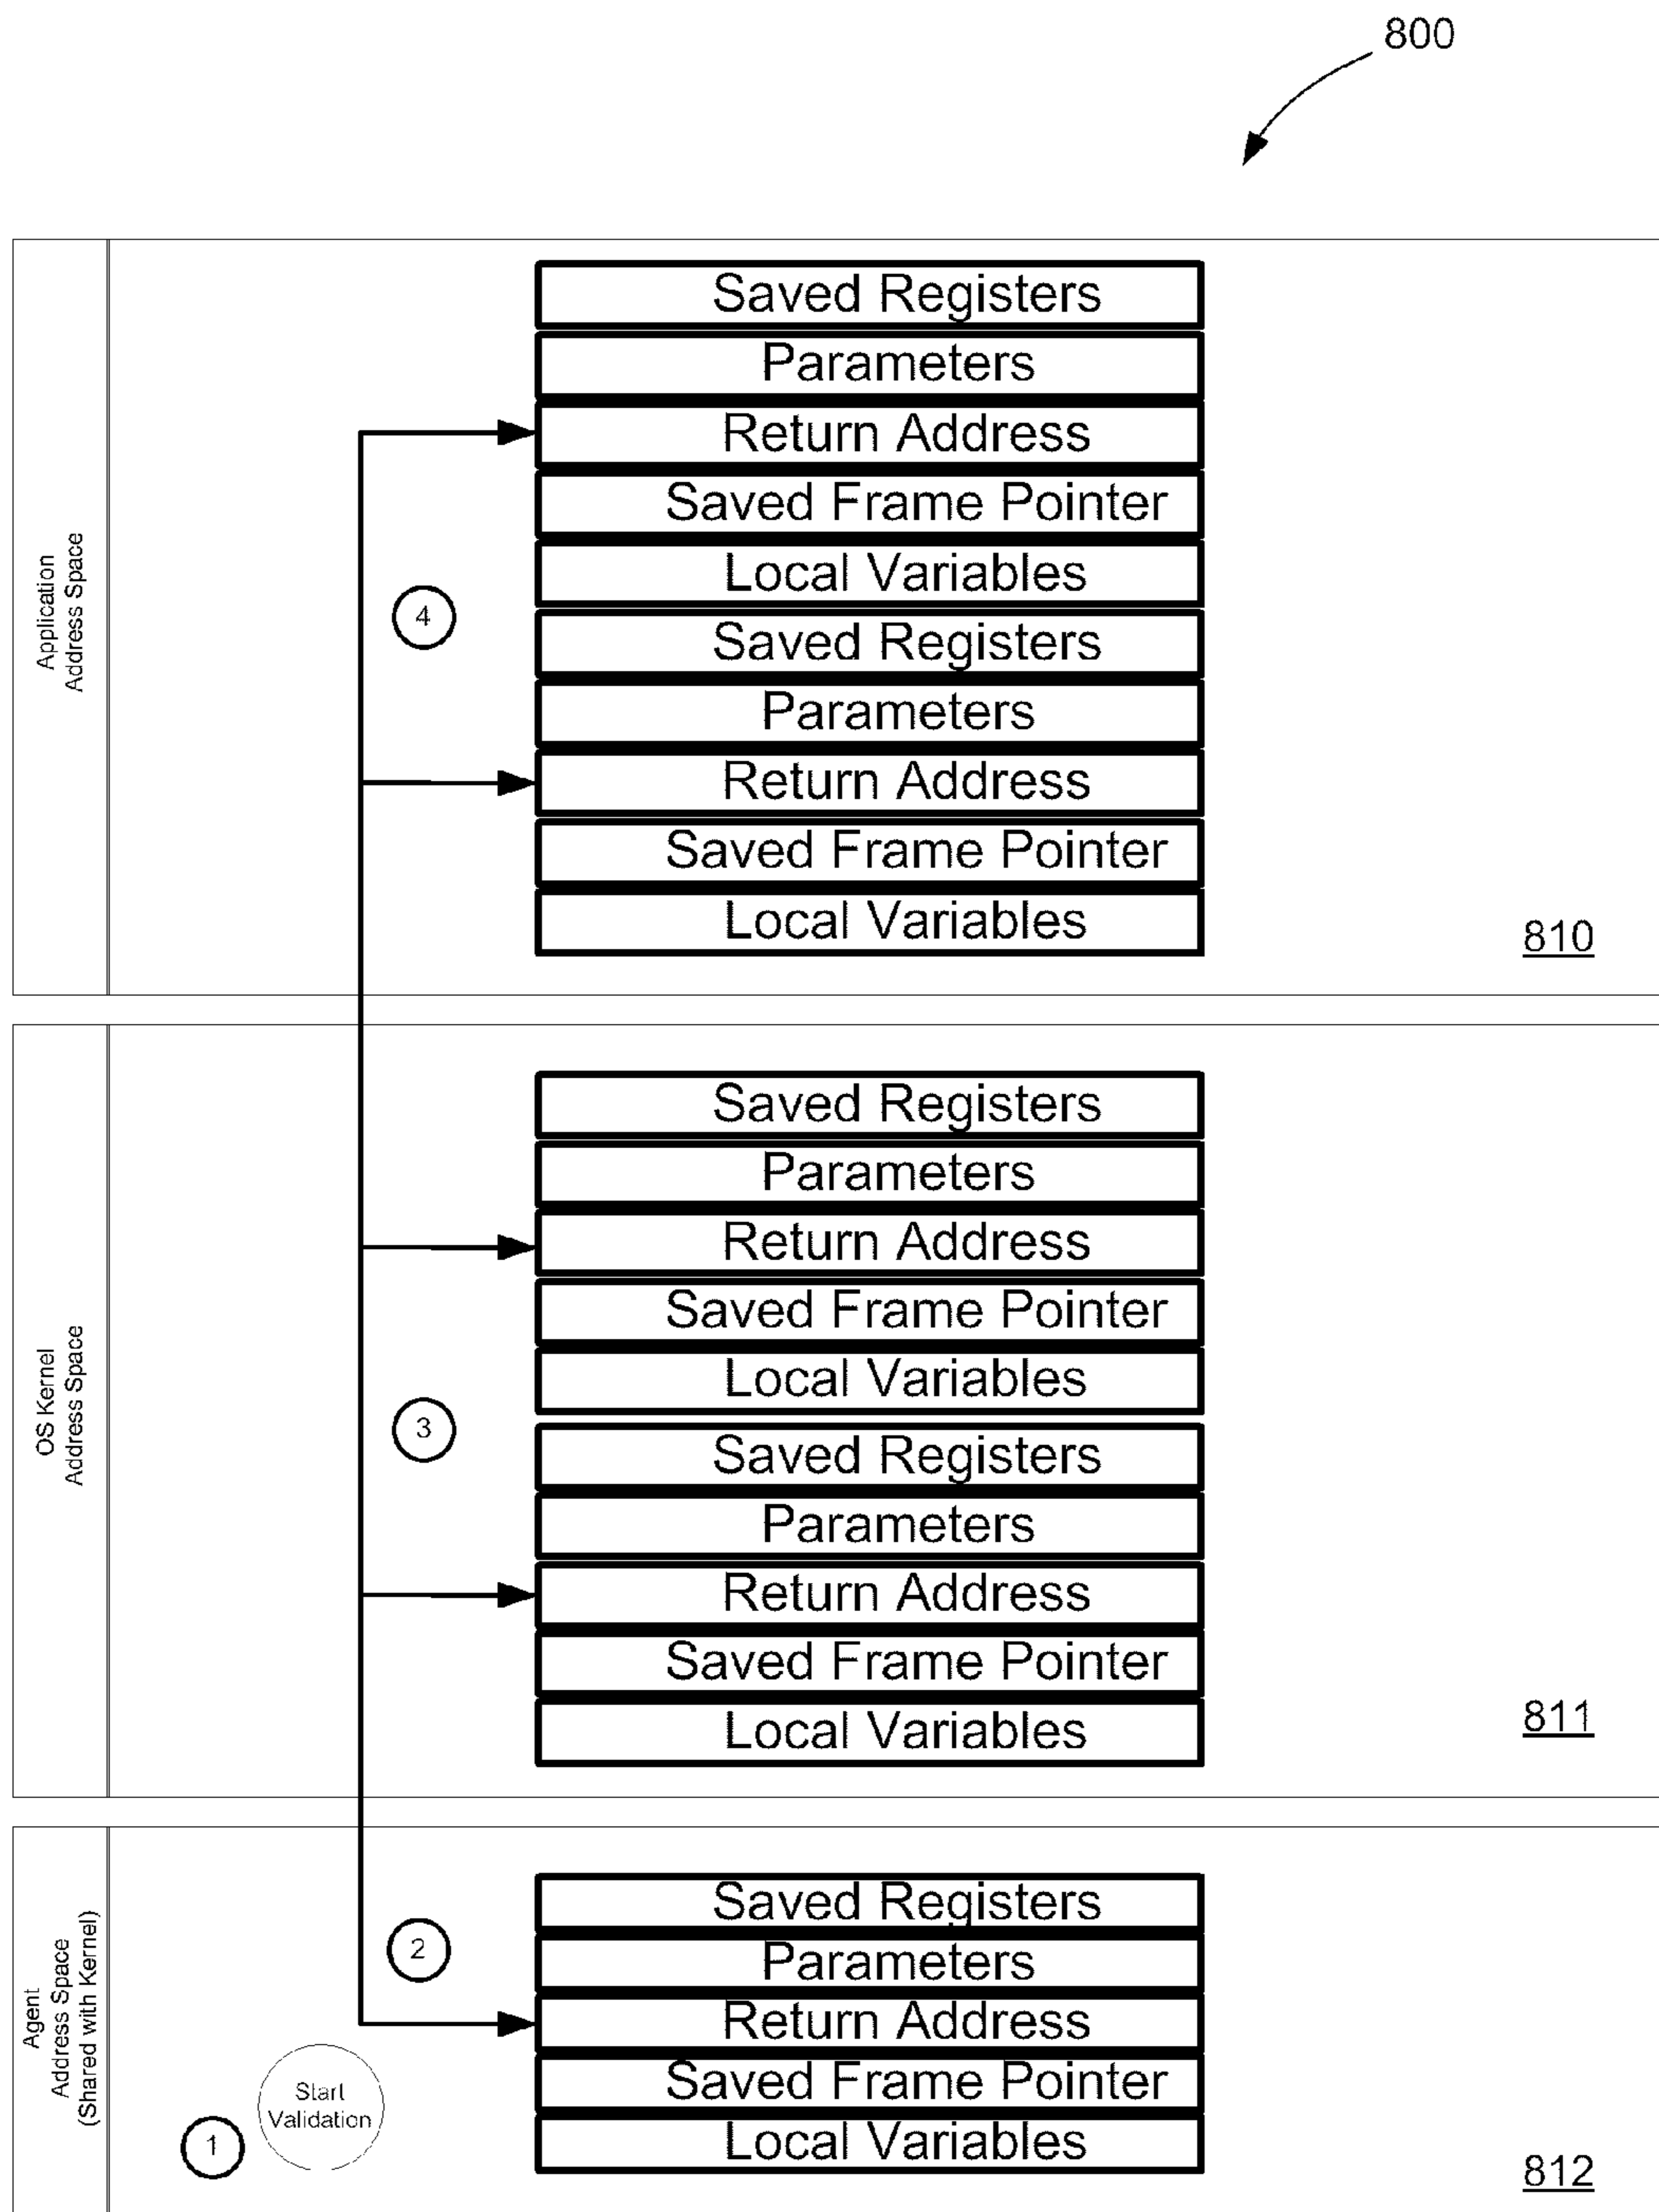 800
Application
Address Space
Saved Registers
Parameters
Return Address
Saved Frame Pointer
Local Variables
4
Saved Registers
Parameters
Return Address
Saved Frame Pointer
Local Variables
810
OS Kernel
Address Space
Saved Registers
Parameters
Return Address
Saved Frame Pointer
Local Variables
3
Saved Registers
Parameters
Return Address
Saved Frame Pointer
Local Variables
811
Agent
Address Space
(Shared with Kernel)
2
Saved Registers
Parameters
Return Address
Saved Frame Pointer
Local Variables
1
Start
Validation
812